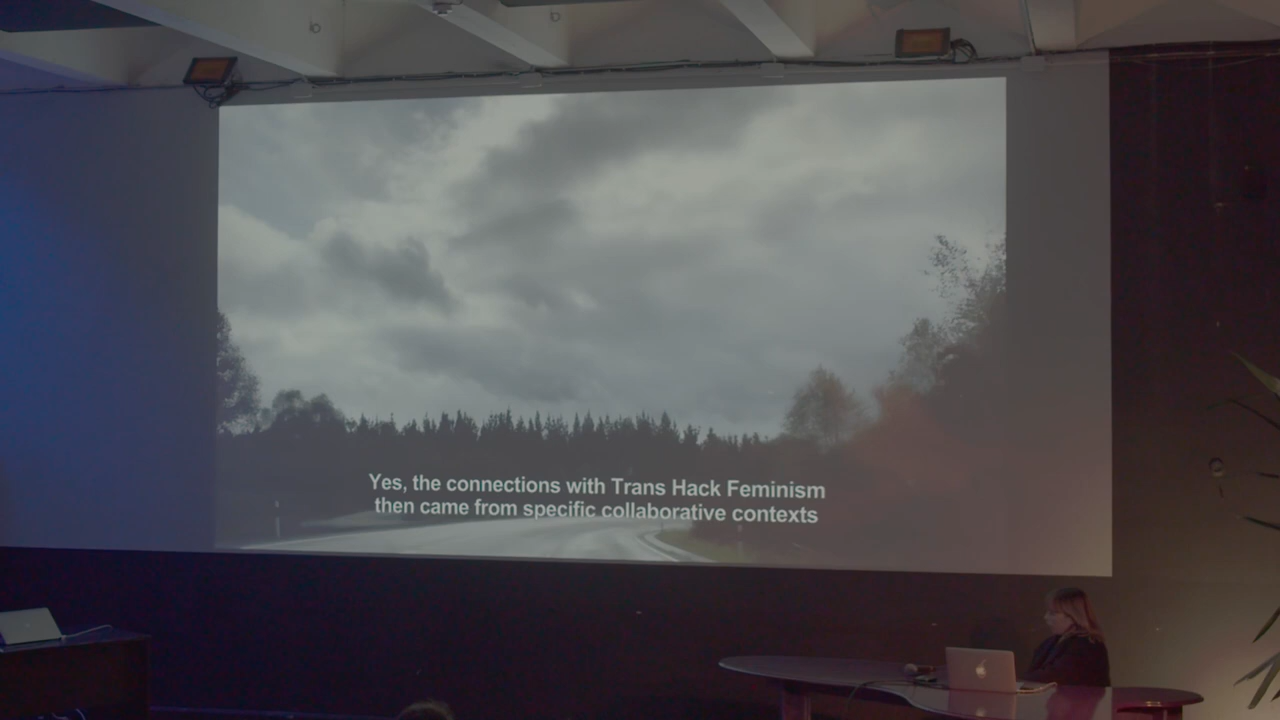 Yes, the connections with Trans Hack Feminism
then came from specific collaborative contexts